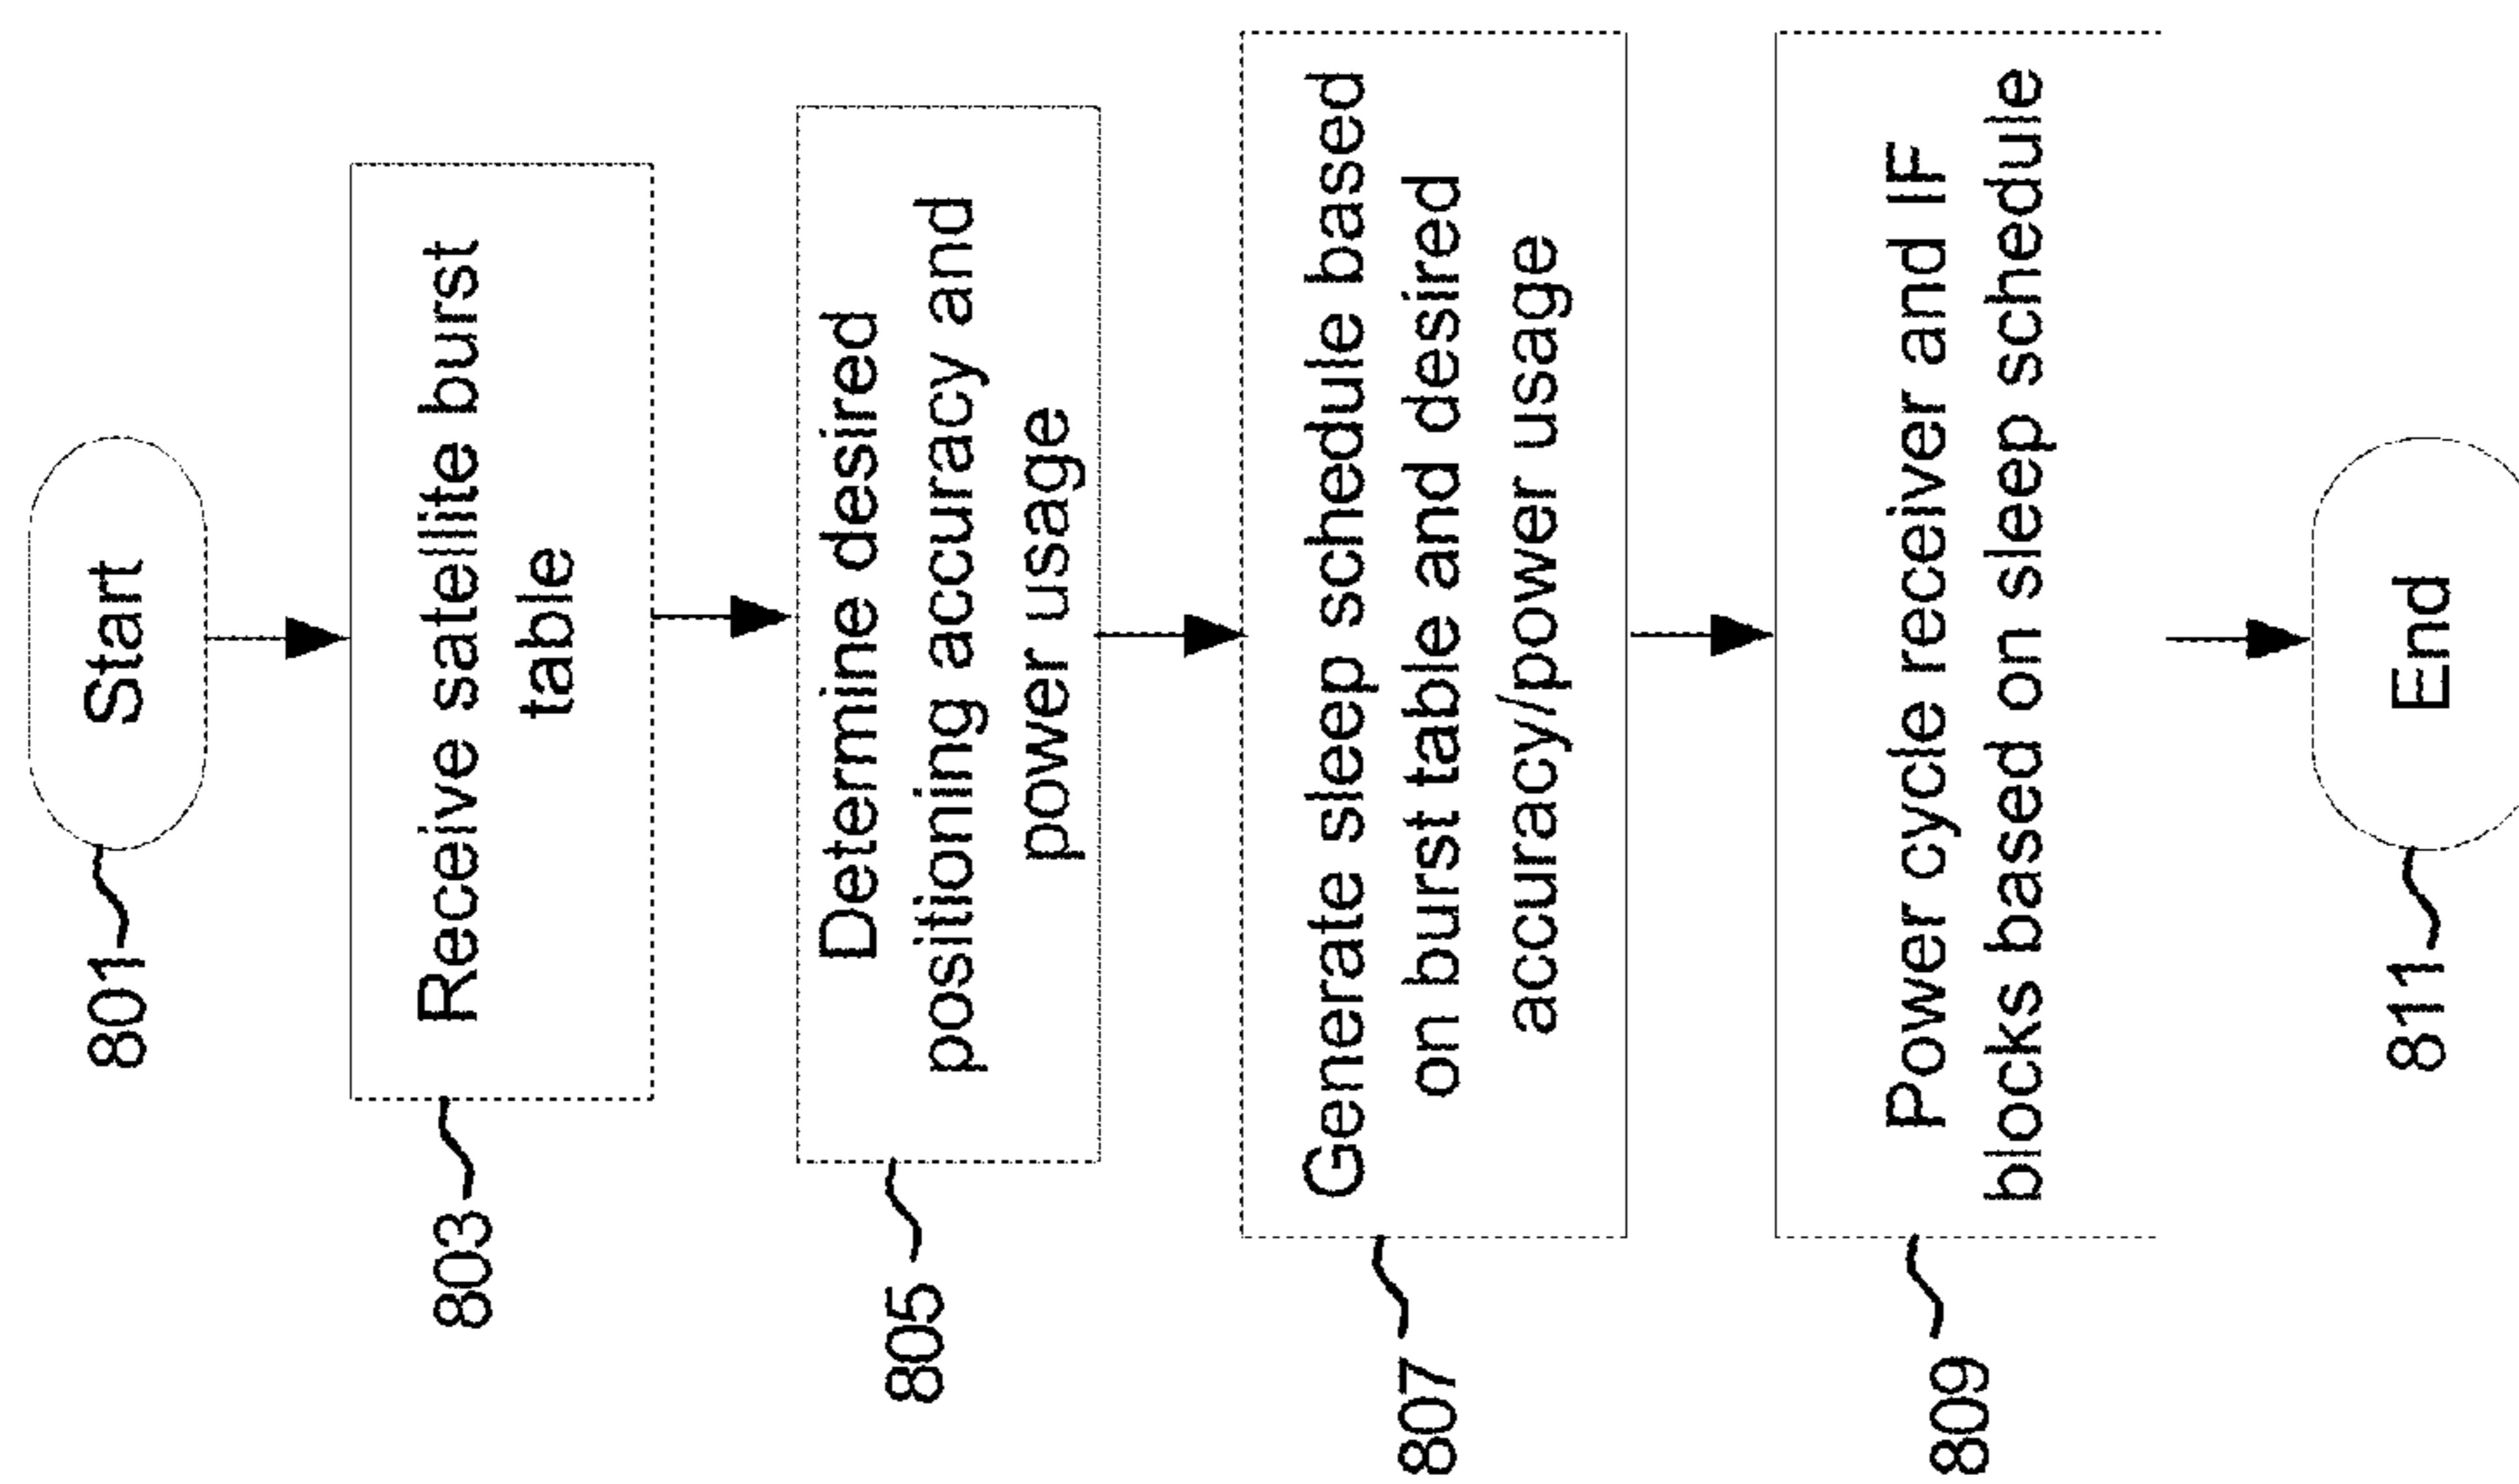 Start
801
Receive satellite burst
table
803
Determine desired
positioning accuracy and
power usage
805
Generate sleep schedule based
on burst table and desired
accuracy/power usage
807
Power cycle receiver and IF
blocks based on sleep schedule
809
End
811